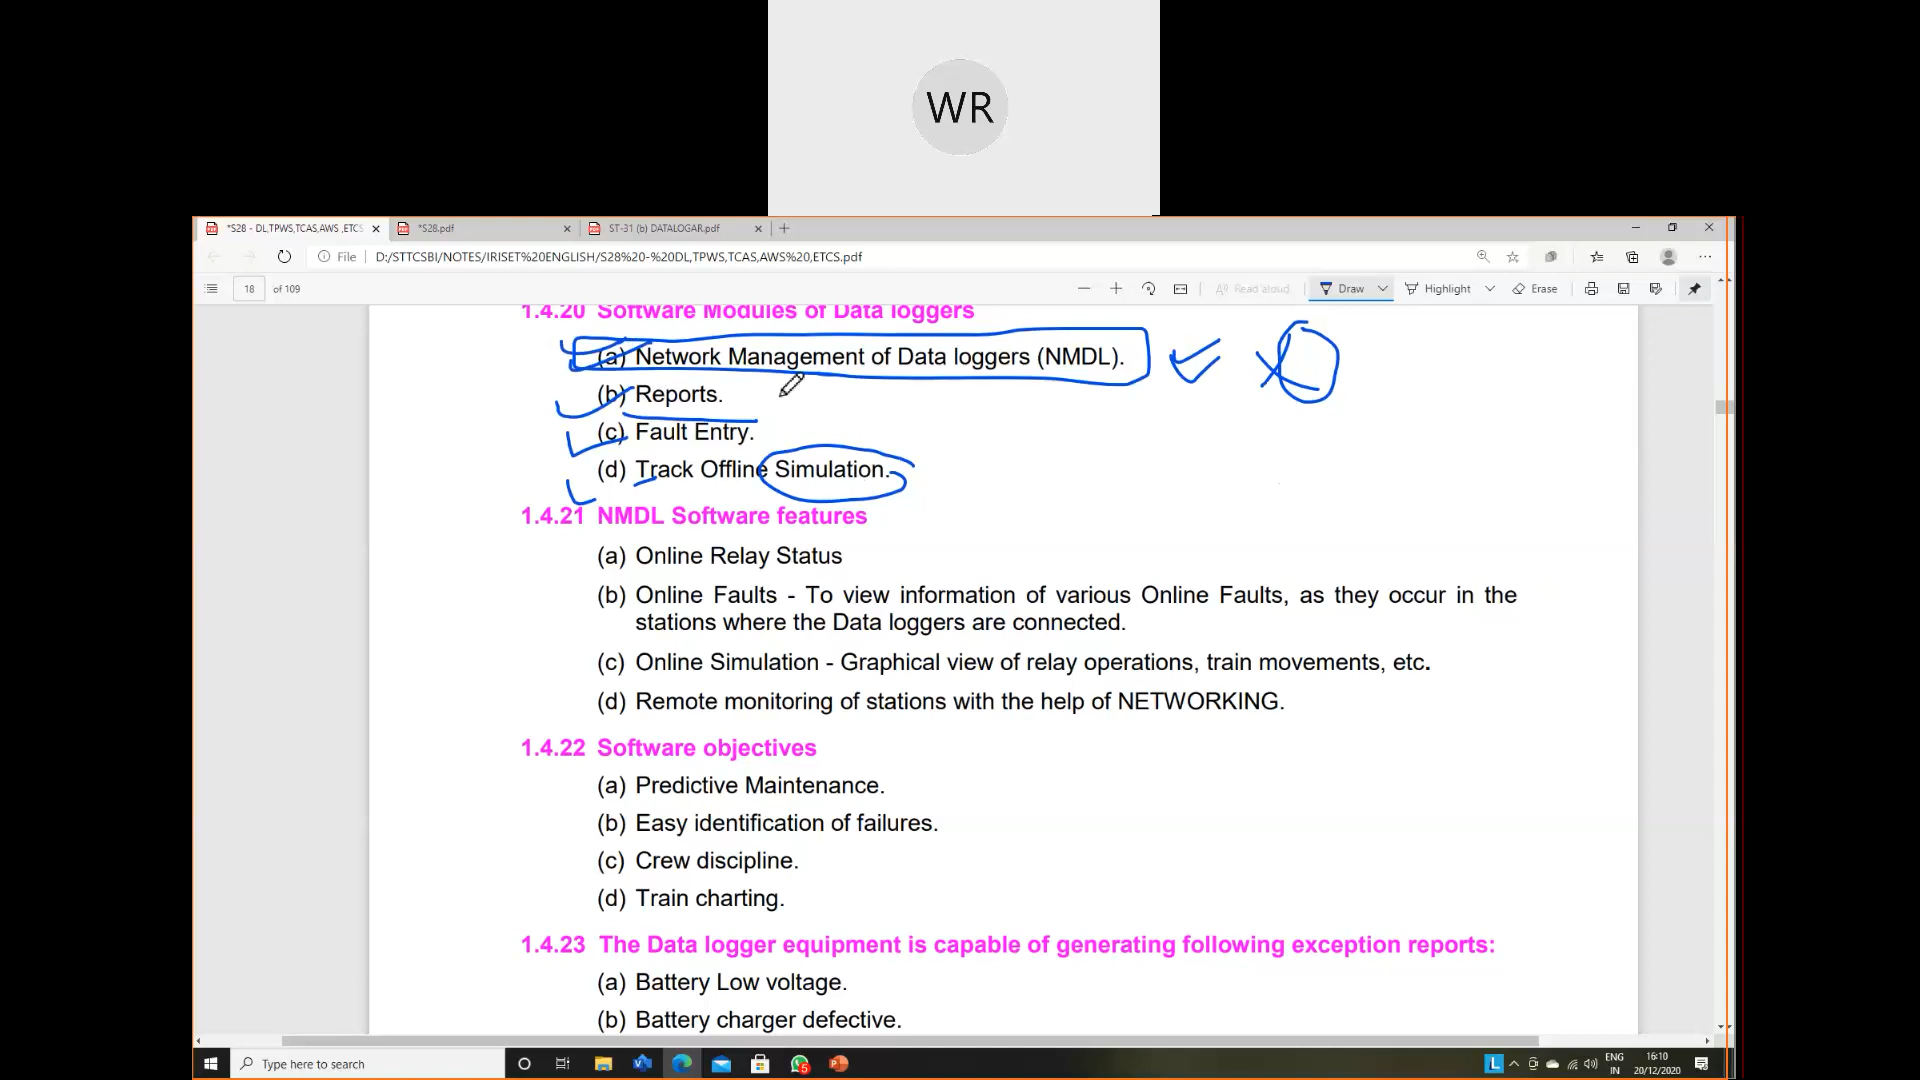 WR
*S28 - DL,TPWS,TCAS,AWS ,ETCS
*S28.pdf
ST-31 (b) DATALOGAR.pdf
File D:/STTCSBI/NOTES/IRISET%20ENGLISH/S28%20-%20DL,TPWS,TCAS,AWS%20,ETCS.pdf
18 of 109
Read aloud Draw Highlight Erase
1.4.20 Software Modules of Data loggers
(a) Network Management of Data loggers (NMDL).
(b) Reports.
(c) Fault Entry.
(d) Track Offline Simulation.
1.4.21 NMDL Software features
(a) Online Relay Status
(b) Online Faults - To view information of various Online Faults, as they occur in the
stations where the Data loggers are connected.
(c) Online Simulation - Graphical view of relay operations, train movements, etc.
(d) Remote monitoring of stations with the help of NETWORKING.
1.4.22 Software objectives
(a) Predictive Maintenance.
(b) Easy identification of failures.
(c) Crew discipline.
(d) Train charting.
1.4.23 The Data logger equipment is capable of generating following exception reports:
(a) Battery Low voltage.
(b) Battery charger defective.
Type here to search
5
L
ENG
IN
16:10
20/12/2020